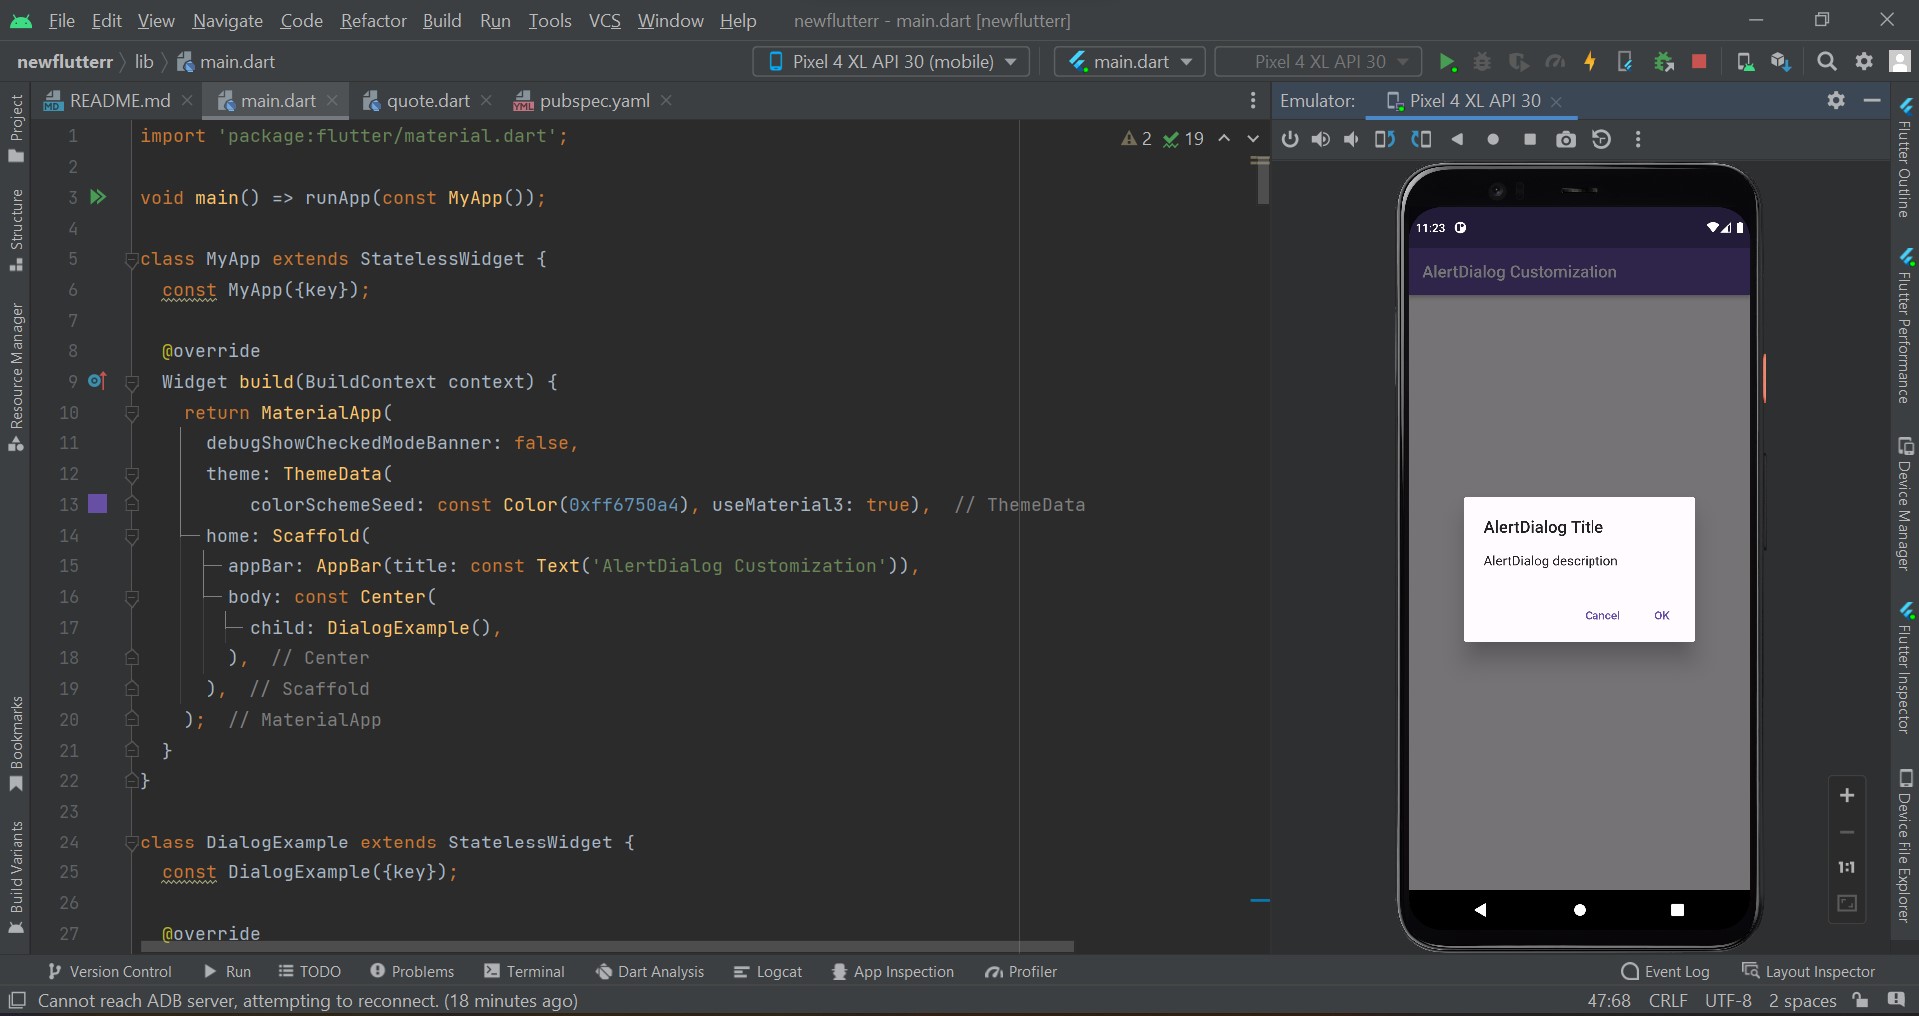 File Edit View Navigate Code Refactor Build Run Tools VCS Window Help newflutterr - main.dart [newflutterr]
newflutterr lib main.dart Pixel 4 XL API 30 (mobile) main.dart Pixel 4 XL API 30
README.md main.dart quote.dart pubspec.yaml Emulator: Pixel 4 XL API 30
2 19
1 import 'package:flutter/material.dart';
2
3 void main() => runApp(const MyApp());
4
5 class MyApp extends StatelessWidget {
6 const MyApp({key});
7
8 @override
9 Widget build(BuildContext context) {
10 return MaterialApp(
11 debugShowCheckedModeBanner: false,
12 theme: ThemeData(
13 colorSchemeSeed: const Color(0xff6750a4), useMaterial3: true), // ThemeData
14 home: Scaffold(
15 appBar: AppBar(title: const Text('AlertDialog Customization')),
16 body: const Center(
17 child: DialogExample(),
18 ), // Center
19 ), // Scaffold
20 ); // MaterialApp
21 }
22 }
23
24 class DialogExample extends StatelessWidget {
25 const DialogExample({key});
26
27 @override
Project
Structure
Resource Manager
Bookmarks
Build Variants
11:23
AlertDialog Customization
AlertDialog Title
AlertDialog description
Cancel OK
1:1
Flutter Outline
Flutter Performance
Device Manager
Flutter Inspector
Device File Explorer
Version Control Run TODO Problems Terminal Dart Analysis Logcat App Inspection Profiler Event Log Layout Inspector
Cannot reach ADB server, attempting to reconnect. (18 minutes ago) 47:68 CRLF UTF-8 2 spaces